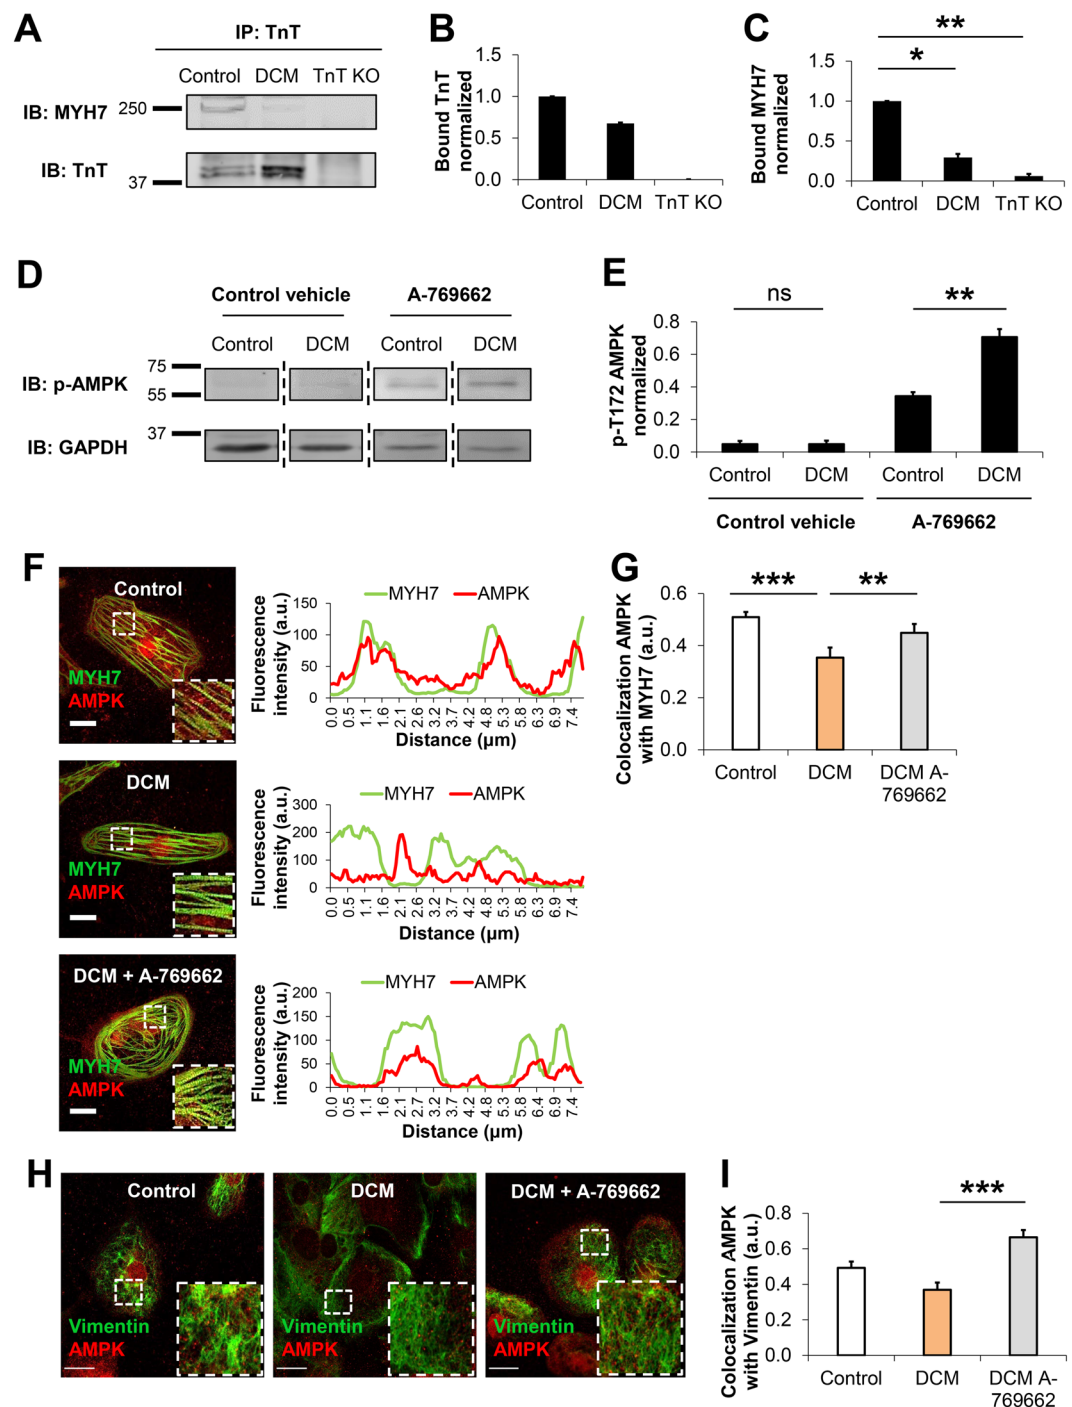 A
IP: TnT
Control DCM TnT KO
IB: MYH7 250
IB: TnT
37
B
Bound TnT
normalized
1.5
1.0
0.5
0.0
Control DCM TnT KO
C
** 
*
Bound MYH7
normalized
1.5
1.0
0.5
0.0
Control DCM TnT KO
D
Control vehicle A-769662
Control DCM Control DCM
75
IB: p-AMPK
55
37
IB: GAPDH
E
ns **
p-T172 AMPK
normalized
0.8
0.6
0.4
0.2
0.0
Control DCM Control DCM
Control vehicle A-769662
F
Control
MYH7
AMPK
MYH7 AMPK
Fluorescence
intensity (a.u.)
150
100
50
0
0.0 0.5 1.1 1.6 2.1 2.6 3.2 3.7 4.2 4.8 5.3 5.8 6.3 6.9 7.4
Distance (µm)
DCM
MYH7
AMPK
MYH7 AMPK
Fluorescence
intensity (a.u.)
300
200
100
0
0.0 0.5 1.1 1.6 2.1 2.6 3.2 3.7 4.2 4.8 5.3 5.8 6.3 6.9 7.4
Distance (µm)
DCM + A-769662
MYH7
AMPK
MYH7 AMPK
Fluorescence
intensity (a.u.)
200
150
100
50
0
0.0 0.5 1.1 1.6 2.1 2.7 3.2 3.7 4.2 4.8 5.3 5.8 6.4 6.9 7.4
Distance (µm)
G
*** **
Colocalization AMPK
with MYH7 (a.u.)
0.6
0.4
0.2
0.0
Control DCM DCM A-
769662
H
Control
Vimentin
AMPK
DCM
Vimentin
AMPK
DCM + A-769662
Vimentin
AMPK
I
***
Colocalization AMPK
with Vimentin (a.u.)
0.8
0.6
0.4
0.2
0.0
Control DCM DCM A-
769662